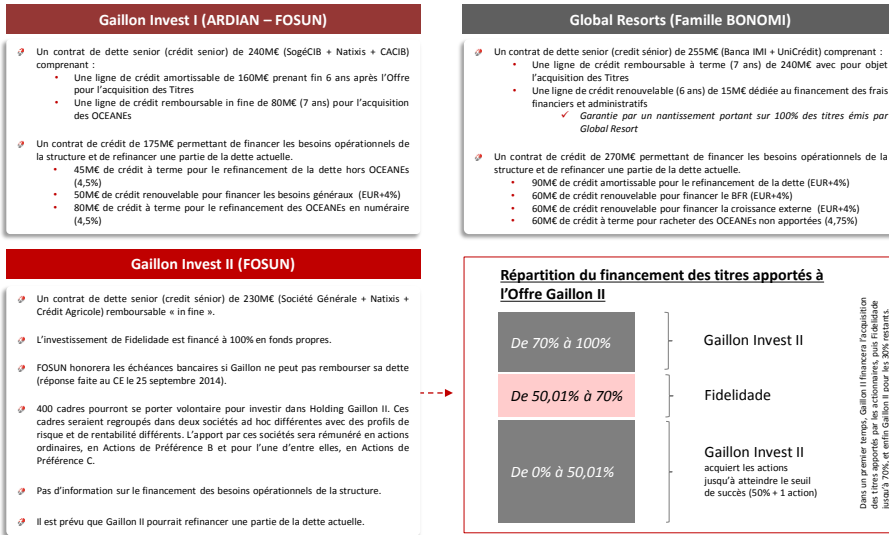 Gaillon Invest I (ARDIAN – FOSUN)
Un contrat de dette senior (crédit senior) de 240M€ (SogéCIB + Natixis + CACIB)
comprenant :
• Une ligne de crédit amortissable de 160M€ prenant fin 6 ans après l'Offre
pour l'acquisition des Titres
• Une ligne de crédit remboursable in fine de 80M€ (7 ans) pour l'acquisition
des OCEANEs
Un contrat de crédit de 175M€ permettant de financer les besoins opérationnels de
la structure et de refinancer une partie de la dette actuelle.
• 45M€ de crédit à terme pour le refinancement de la dette hors OCEANEs
(4,5%)
• 50M€ de crédit renouvelable pour financer les besoins généraux (EUR+4%)
• 80M€ de crédit à terme pour le refinancement des OCEANEs en numéraire
(4,5%)
Global Resorts (Famille BONOMI)
Un contrat de dette senior (credit sénior) de 255M€ (Banca IMI + UniCrédit) comprenant :
• Une ligne de crédit remboursable à terme (7 ans) de 240M€ avec pour objet
l'acquisition des Titres
• Une ligne de crédit renouvelable (6 ans) de 15M€ dédiée au financement des frais
financiers et administratifs
✓ Garantie par un nantissement portant sur 100% des titres émis par
Global Resort
Un contrat de crédit de 270M€ permettant de financer les besoins opérationnels de la
structure et de refinancer une partie de la dette actuelle.
• 90M€ de crédit amortissable pour le refinancement de la dette (EUR+4%)
• 60M€ de crédit renouvelable pour financer le BFR (EUR+4%)
• 60M€ de crédit renouvelable pour financer la croissance externe (EUR+4%)
• 60M€ de crédit à terme pour racheter des OCEANEs non apportées (4,75%)
Gaillon Invest II (FOSUN)
Un contrat de dette senior (credit sénior) de 230M€ (Société Générale + Natixis +
Crédit Agricole) remboursable « in fine ».
L'investissement de Fidelidade est financé à 100% en fonds propres.
FOSUN honorera les échéances bancaires si Gaillon ne peut pas rembourser sa dette
(réponse faite au CE le 25 septembre 2014).
400 cadres pourront se porter volontaire pour investir dans Holding Gaillon II. Ces
cadres seraient regroupés dans deux sociétés ad hoc différentes avec des profils de
risque et de rentabilité différents. L'apport par ces sociétés sera rémunéré en actions
ordinaires, en Actions de Préférence B et pour l'une d'entre elles, en Actions de
Préférence C.
Pas d'information sur le financement des besoins opérationnels de la structure.
Il est prévu que Gaillon II pourrait refinancer une partie de la dette actuelle.
Répartition du financement des titres apportés à
l'Offre Gaillon II
De 70% à 100%
Gaillon Invest II
De 50,01% à 70%
Fidelidade
De 0% à 50,01%
Gaillon Invest II
acquiert les actions
jusqu'à atteindre le seuil
de succès (50% + 1 action)
Dans un premier temps, Gaillon II financera l'acquisition
des titres apportés par les actionnaires, puis Fidelidade
jusqu'à 70%, et enfin Gaillon II pour les 30% restants.